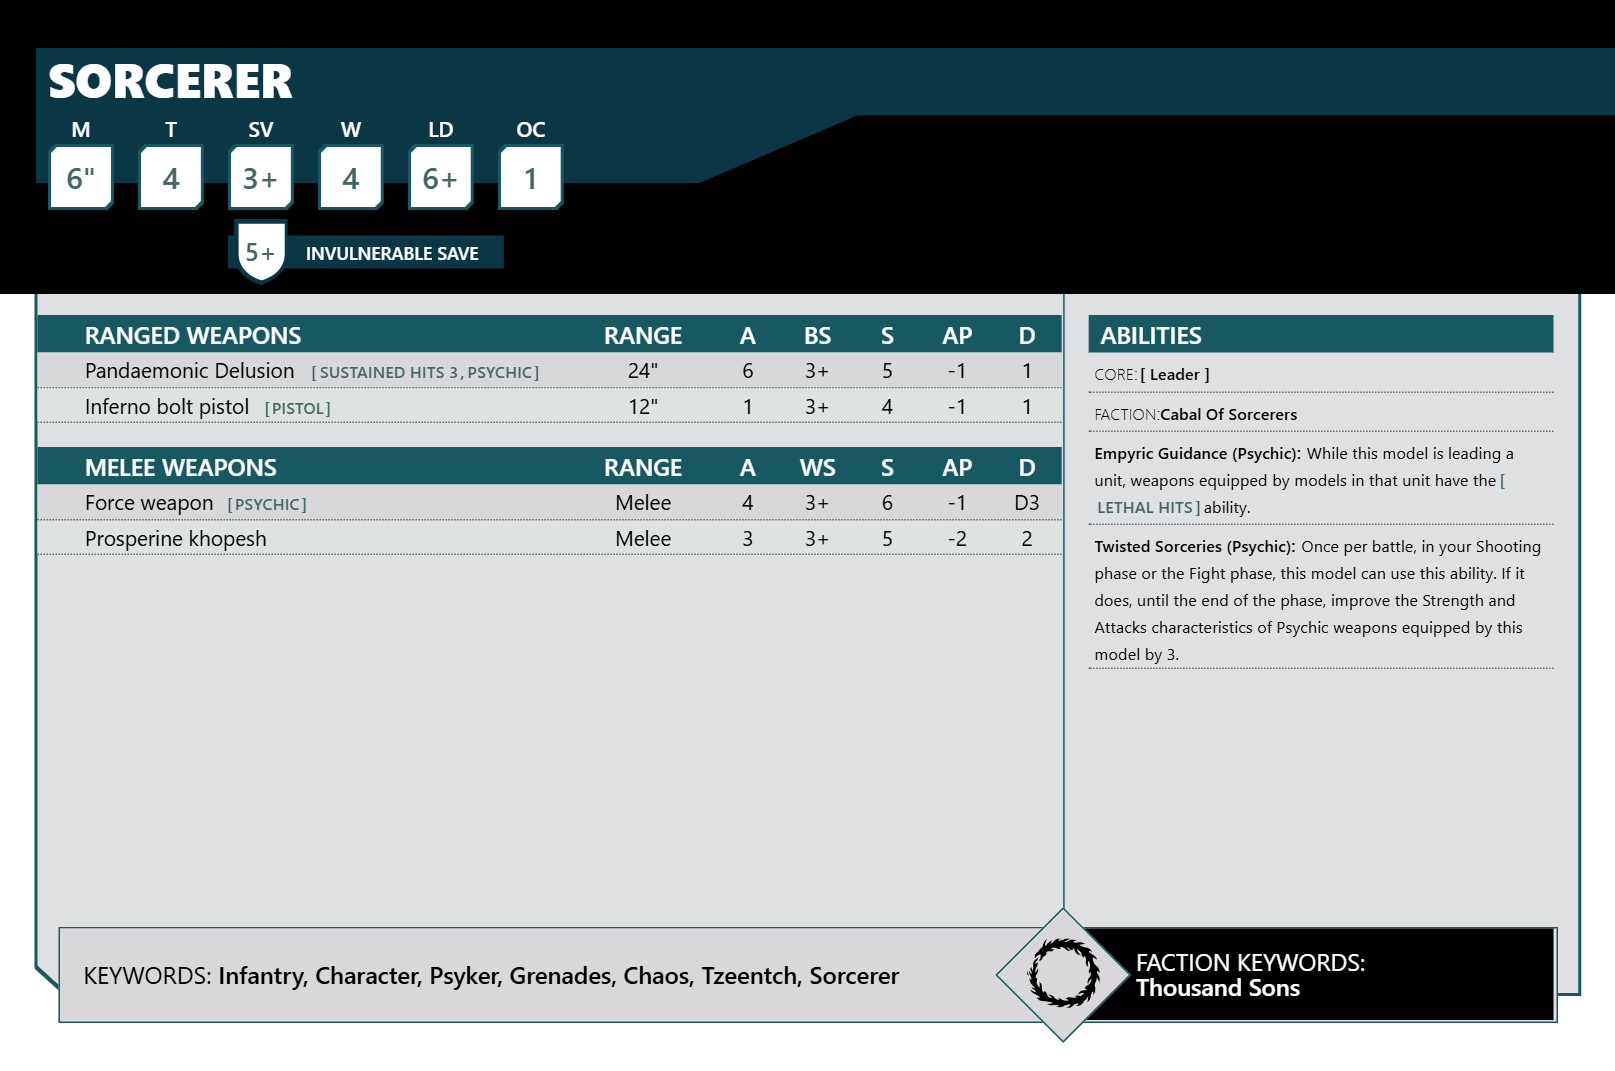 SORCERER
M T SV W LD OC
6" 4 3+ 4 6+ 1
5+ INVULNERABLE SAVE
RANGED WEAPONS RANGE A BS S AP D
Pandaemonic Delusion [SUSTAINED HITS 3, PSYCHIC] 24" 6 3+ 5 -1 1
Inferno bolt pistol [PISTOL] 12" 1 3+ 4 -1 1
MELEE WEAPONS RANGE A WS S AP D
Force weapon [PSYCHIC] Melee 4 3+ 6 -1 D3
Prosperine khopesh Melee 3 3+ 5 -2 2
ABILITIES
CORE: [ Leader ]
FACTION:Cabal Of Sorcerers
Empyric Guidance (Psychic): While this model is leading a
unit, weapons equipped by models in that unit have the [
LETHAL HITS] ability.
Twisted Sorceries (Psychic): Once per battle, in your Shooting
phase or the Fight phase, this model can use this ability. If it
does, until the end of the phase, improve the Strength and
Attacks characteristics of Psychic weapons equipped by this
model by 3.
KEYWORDS: Infantry, Character, Psyker, Grenades, Chaos, Tzeentch, Sorcerer
FACTION KEYWORDS:
Thousand Sons